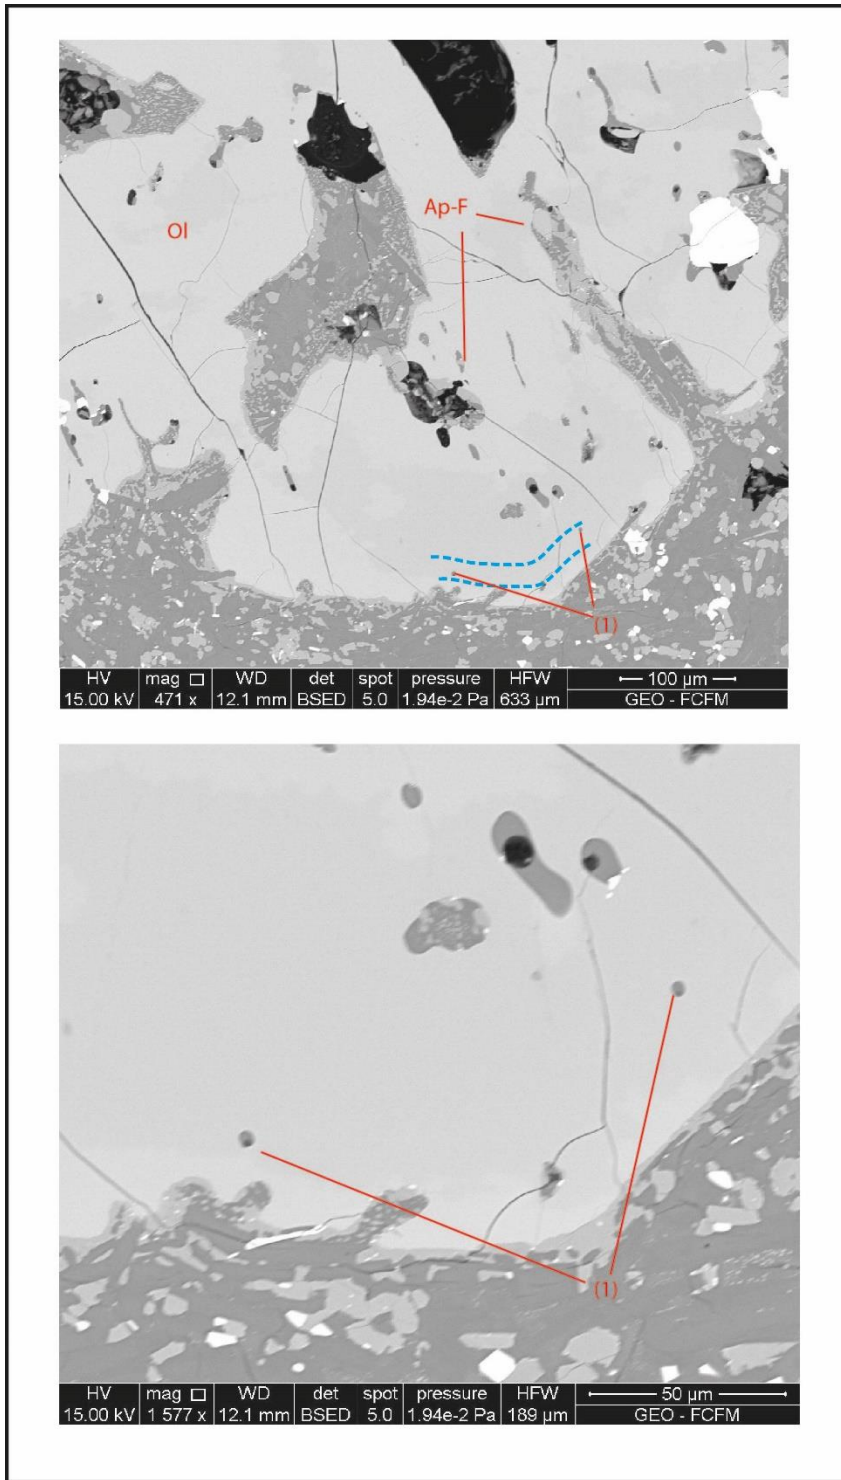 Ol
Ap-F
(1)
HV mag WD det spot pressure HFW 100 µm
15.00 kV 471 x 12.1 mm BSED 5.0 1.94e-2 Pa 633 µm GEO - FCFM
(1)
HV mag WD det spot pressure HFW 50 µm
15.00 kV 1 577 x 12.1 mm BSED 5.0 1.94e-2 Pa 189 µm GEO - FCFM